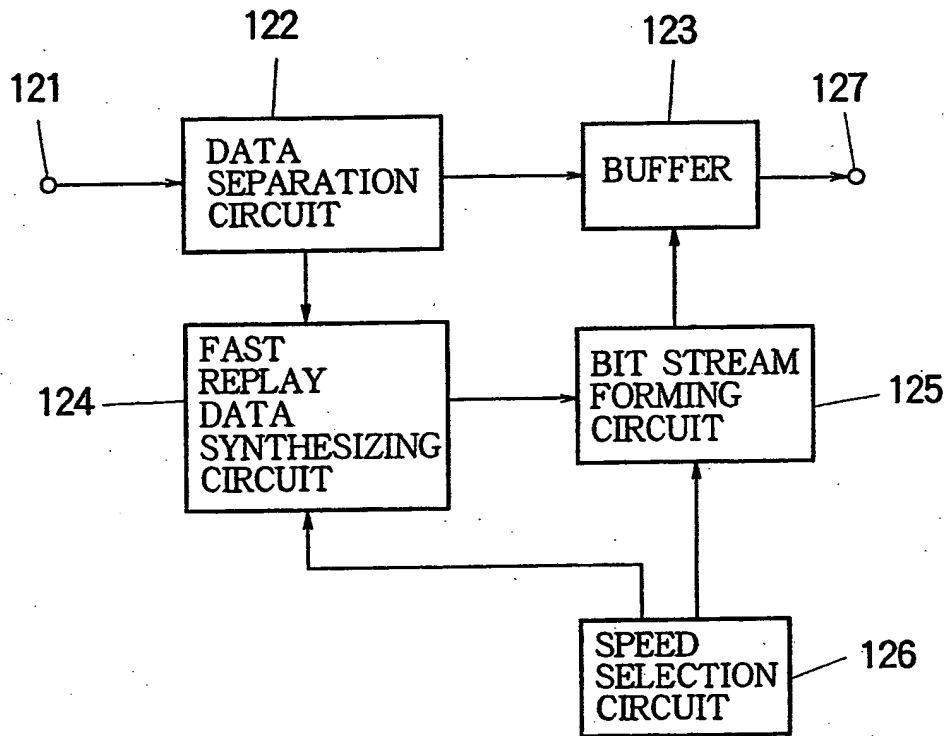 122
123
121
127
DATA
SEPARATION
CIRCUIT
BUFFER
FAST
REPLAY
DATA
SYNTHESIZING
CIRCUIT
124
BIT STREAM
FORMING
CIRCUIT
125
SPEED
SELECTION
CIRCUIT
126